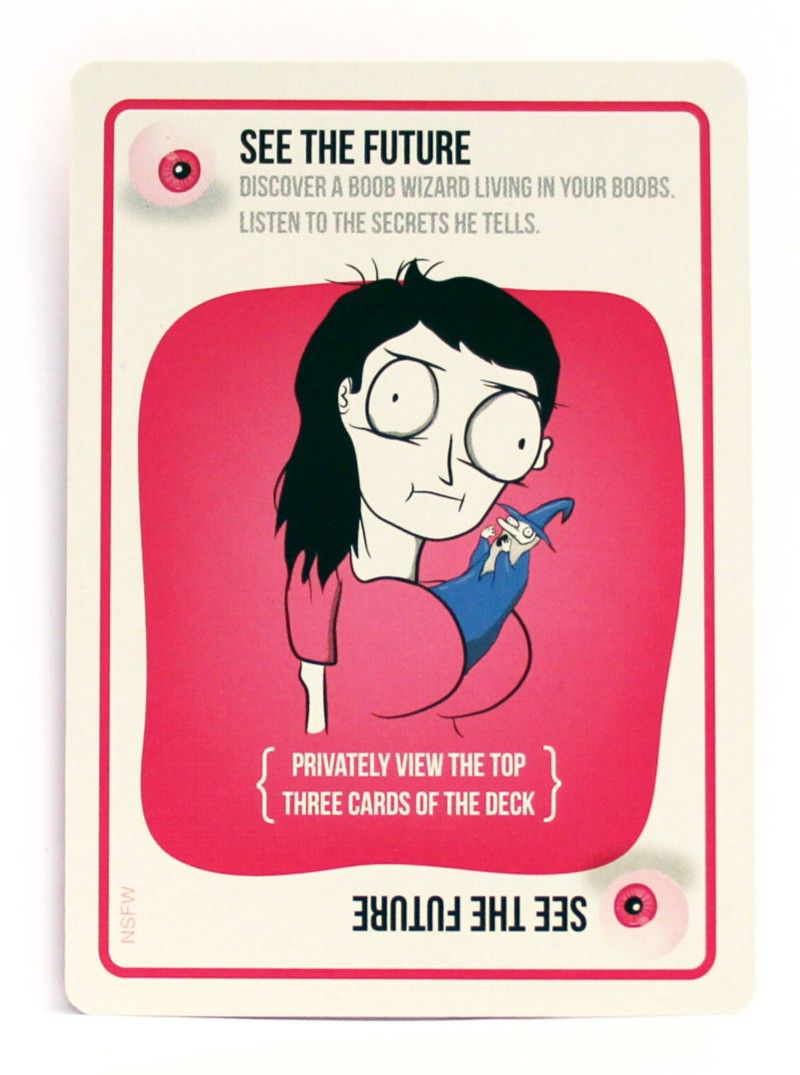 SEE THE FUTURE
DISCOVER A BOOB WIZARD LIVING IN YOUR BOOBS.
LISTEN TO THE SECRETS HE TELLS.
{ PRIVATELY VIEW THE TOP
THREE CARDS OF THE DECK }
NSFW
SEE THE FUTURE